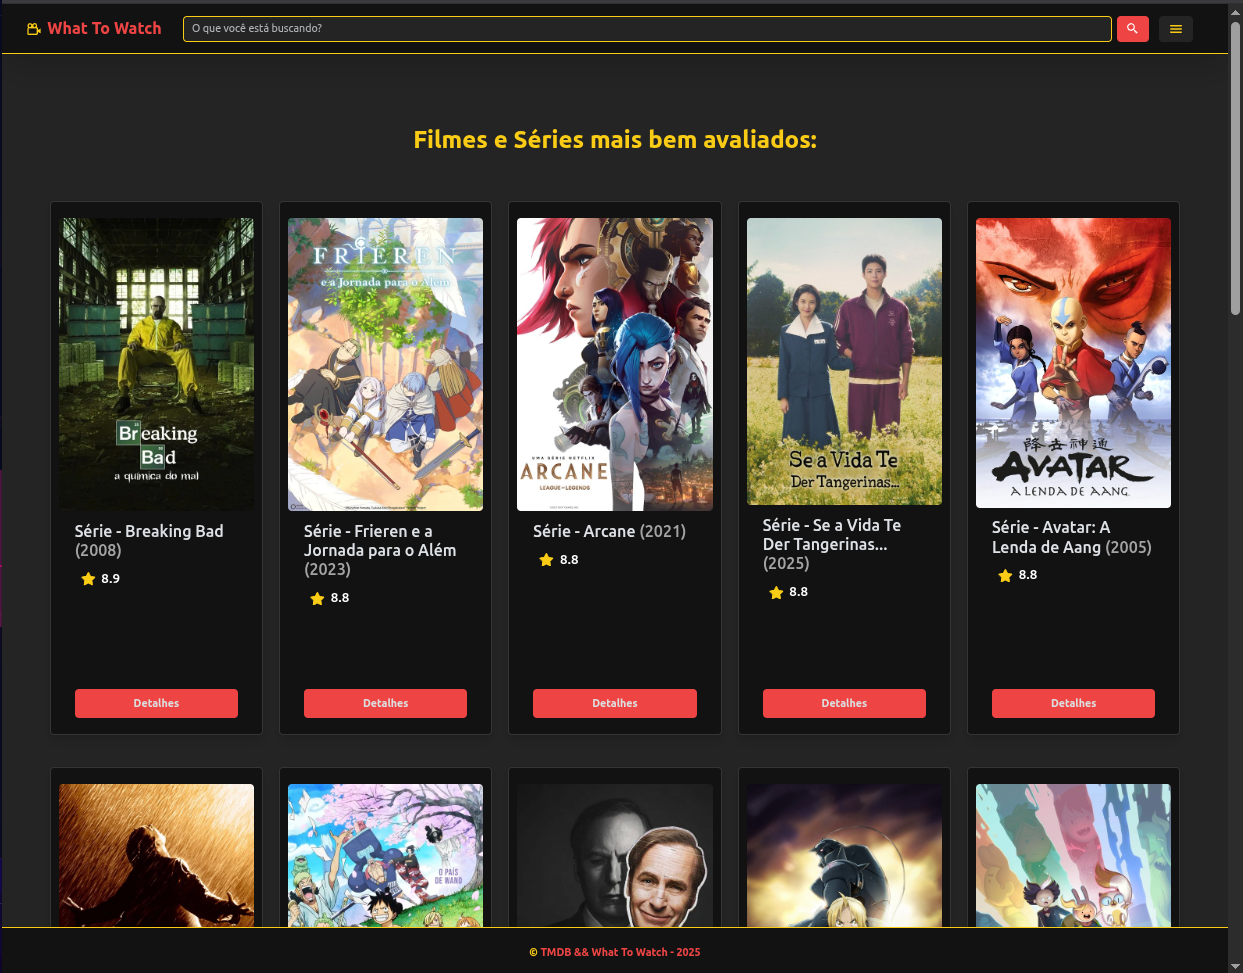 What To Watch
O que você está buscando?
Filmes e Séries mais bem avaliados:
Breaking
Bad
a química do mal
Série - Breaking Bad
(2008)
8.9
Detalhes
FRIEREN
e a Jornada para o Além
Série - Frieren e a
Jornada para o Além
(2023)
8.8
Detalhes
UMA SÉRIE NETFLIX
ARCANE
LEAGUE OF LEGENDS
Série - Arcane (2021)
8.8
Detalhes
Se a Vida Te
Der Tangerinas...
Série - Se a Vida Te
Der Tangerinas...
(2025)
8.8
Detalhes
降去神通
AVATAR
A LENDA DE AANG
Série - Avatar: A
Lenda de Aang (2005)
8.8
Detalhes
O PAÍS
DE WANO
© TMDB && What To Watch - 2025